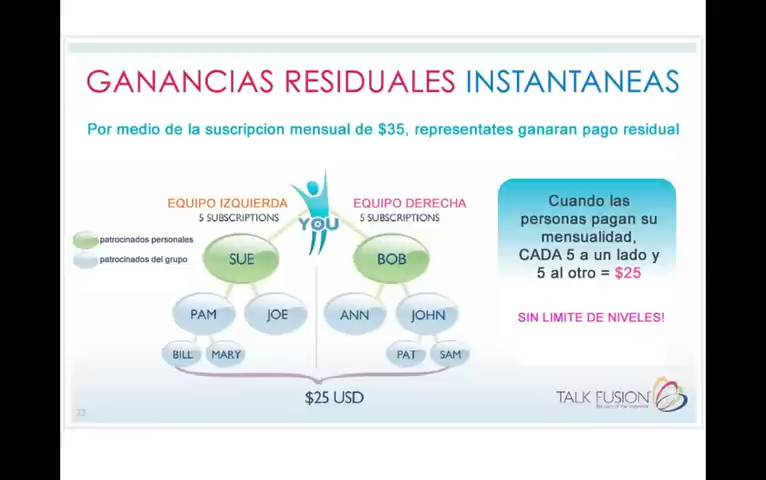 GANANCIAS RESIDUALES INSTANTANEAS
Por medio de la suscripcion mensual de $35, representates ganaran pago residual
EQUIPO IZQUIERDA
5 SUBSCRIPTIONS
EQUIPO DERECHA
5 SUBSCRIPTIONS
YOU
patrocinados personales
patrocinados del grupo
SUE
BOB
PAM
JOE
ANN
JOHN
BILL
MARY
PAT
SAM
$25 USD
Cuando las
personas pagan su
mensualidad,
CADA 5 a un lado y
5 al otro = $25
SIN LIMITE DE NIVELES!
TALK FUSION
22